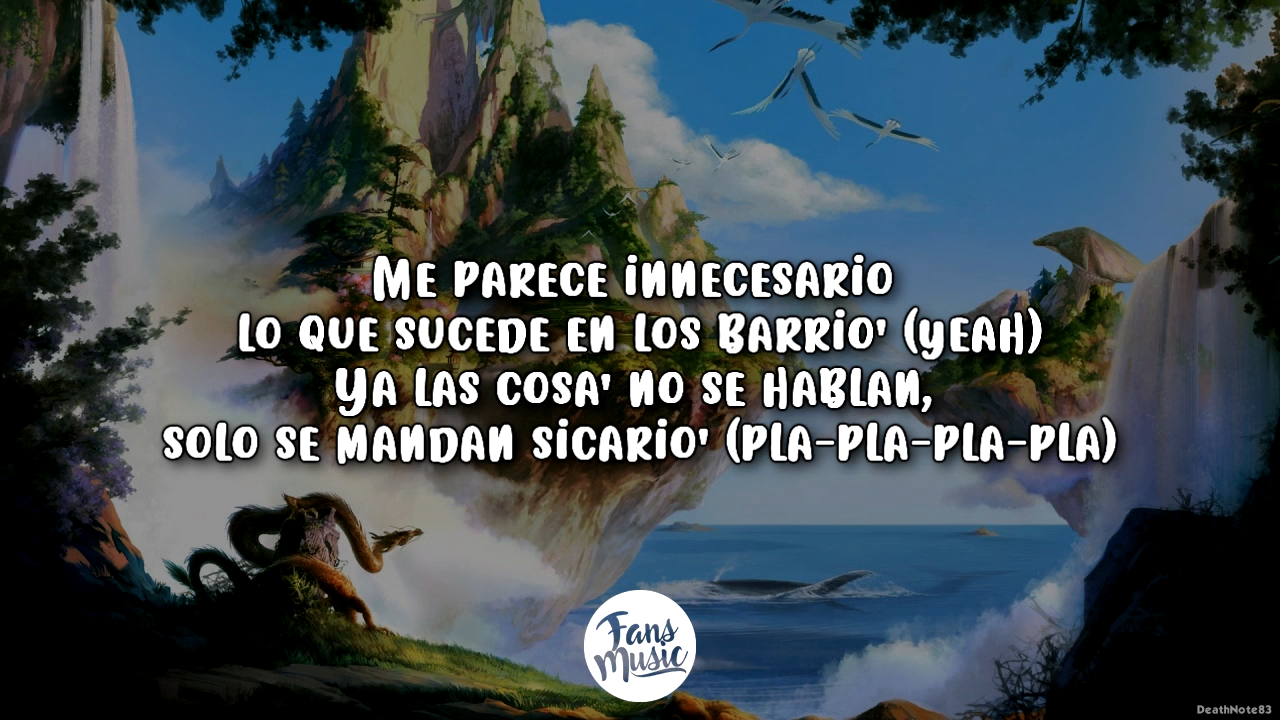 Me parece innecesario
lo que sucede en los barrio' (yeah)
Ya las cosa' no se hablan,
solo se mandan sicario' (pla-pla-pla-pla)
Fans
Music
DeathNote83